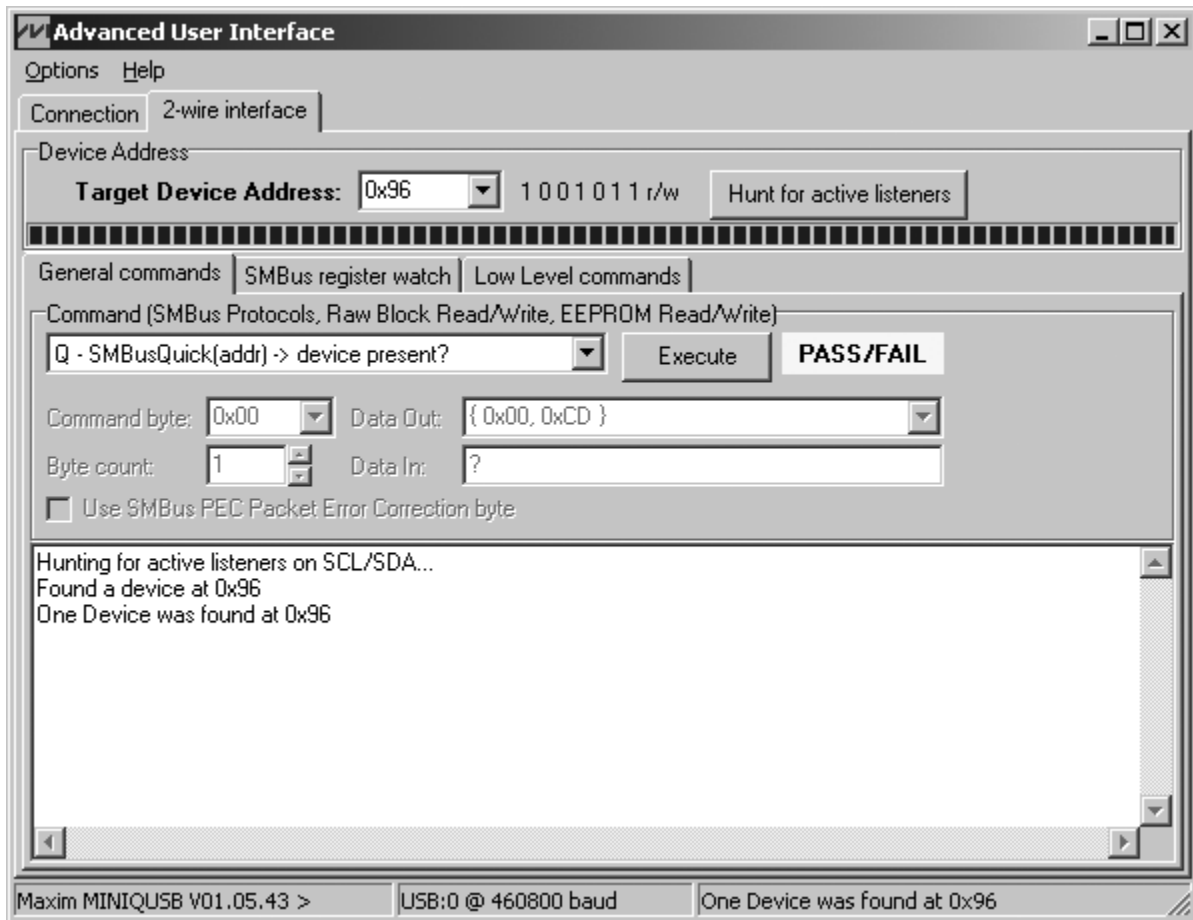 Advanced User Interface
Options Help
Connection 2-wire interface
Device Address
Target Device Address: 0x96 1 0 0 1 0 1 1 r/w Hunt for active listeners
General commands SMBus register watch Low Level commands
Command (SMBus Protocols, Raw Block Read/Write, EEPROM Read/Write)
Q - SMBusQuick(addr) -> device present? Execute PASS/FAIL
Command byte: 0x00 Data Out: { 0x00, 0xCD }
Byte count: 1 Data In: ?
Use SMBus PEC Packet Error Correction byte
Hunting for active listeners on SCL/SDA...
Found a device at 0x96
One Device was found at 0x96
Maxim MINIQUSB V01.05.43 > USB:0 @ 460800 baud One Device was found at 0x96